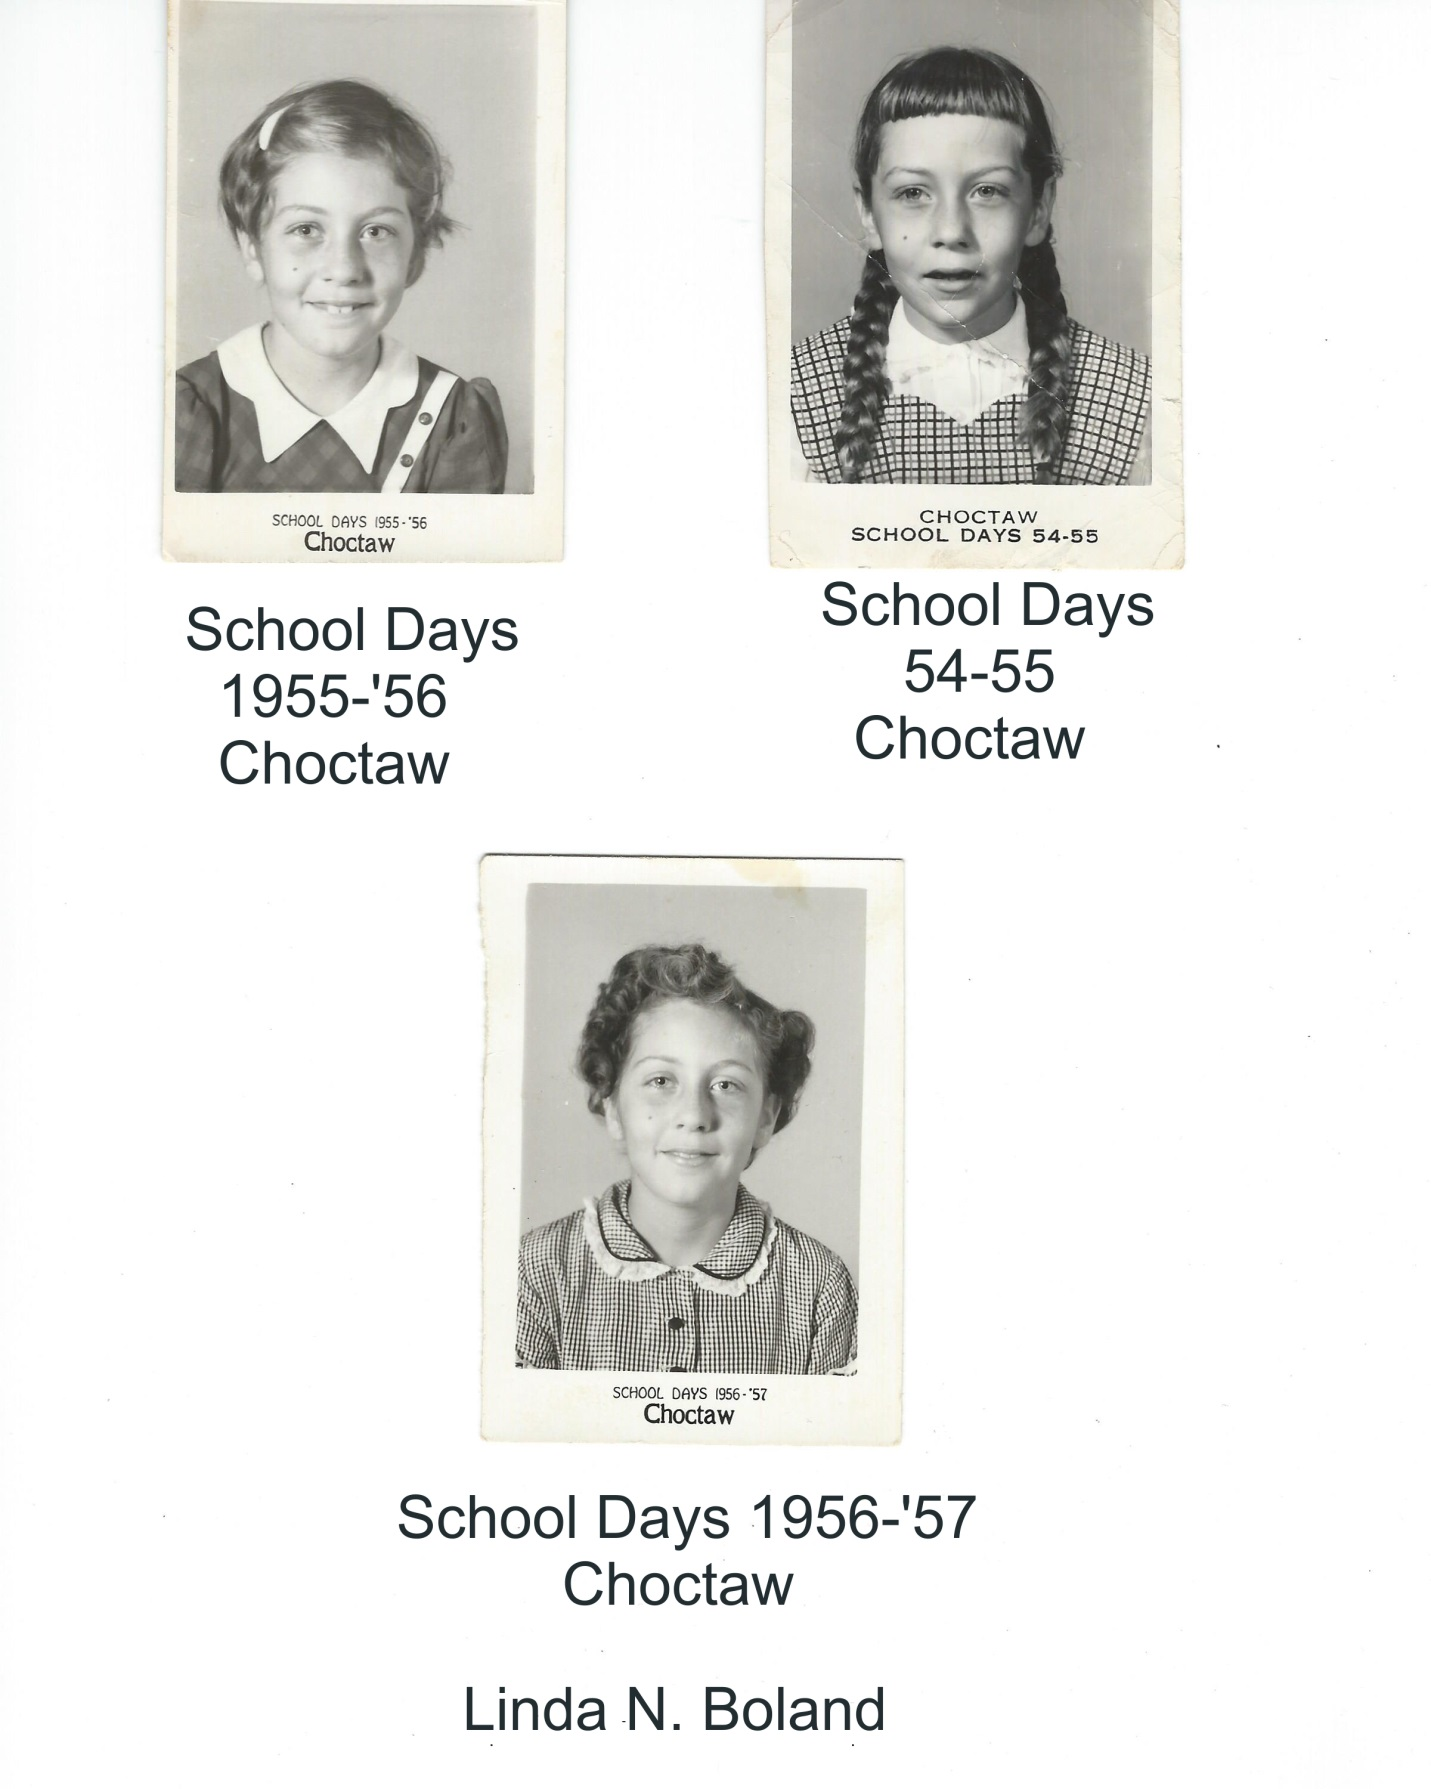 SCHOOL DAYS 1955-'56
Choctaw
School Days
1955-'56
Choctaw
CHOCTAW
SCHOOL DAYS 54-55
School Days
54-55
Choctaw
SCHOOL DAYS 1956-'57
Choctaw
School Days 1956-'57
Choctaw
Linda N. Boland